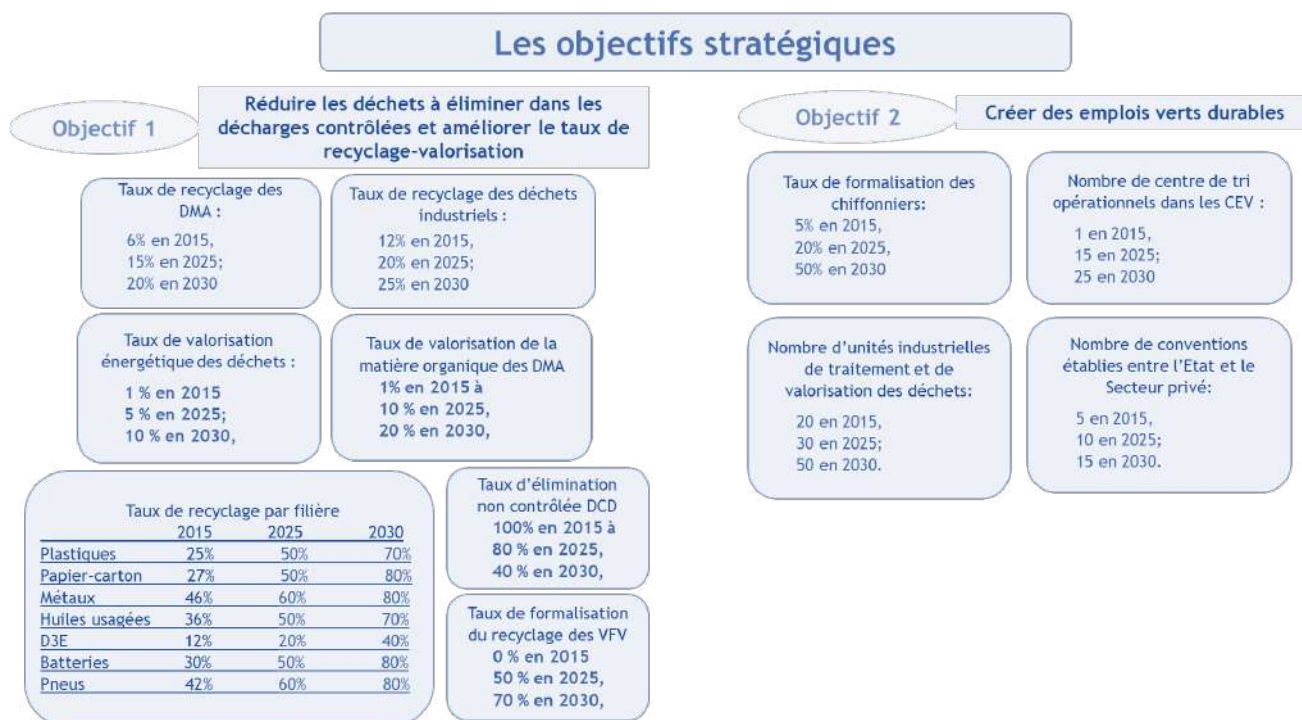 Les objectifs stratégiques
Objectif 1
Réduire les déchets à éliminer dans les
décharges contrôlées et améliorer le taux de
recyclage-valorisation
Taux de recyclage des
DMA :
6% en 2015,
15% en 2025;
20% en 2030
Taux de recyclage des déchets
industriels :
12% en 2015,
20% en 2025;
25% en 2030
Taux de valorisation
énergétique des déchets :
1 % en 2015
5 % en 2025;
10 % en 2030,
Taux de valorisation de la
matière organique des DMA
1% en 2015 à
10 % en 2025,
20 % en 2030,
Taux de recyclage par filière
2015 2025 2030
Plastiques 25% 50% 70%
Papier-carton 27% 50% 80%
Métaux 46% 60% 80%
Huiles usagées 36% 50% 70%
D3E 12% 20% 40%
Batteries 30% 50% 80%
Pneus 42% 60% 80%
Taux d'élimination
non contrôlée DCD
100% en 2015 à
80 % en 2025,
40 % en 2030,
Taux de formalisation
du recyclage des VFV
0 % en 2015
50 % en 2025,
70 % en 2030,
Objectif 2
Créer des emplois verts durables
Taux de formalisation des
chiffonniers:
5% en 2015,
20% en 2025,
50% en 2030
Nombre de centre de tri
opérationnels dans les CEV :
1 en 2015,
15 en 2025;
25 en 2030
Nombre d'unités industrielles
de traitement et de
valorisation des déchets:
20 en 2015,
30 en 2025;
50 en 2030.
Nombre de conventions
établies entre l'Etat et le
Secteur privé:
5 en 2015,
10 en 2025;
15 en 2030.